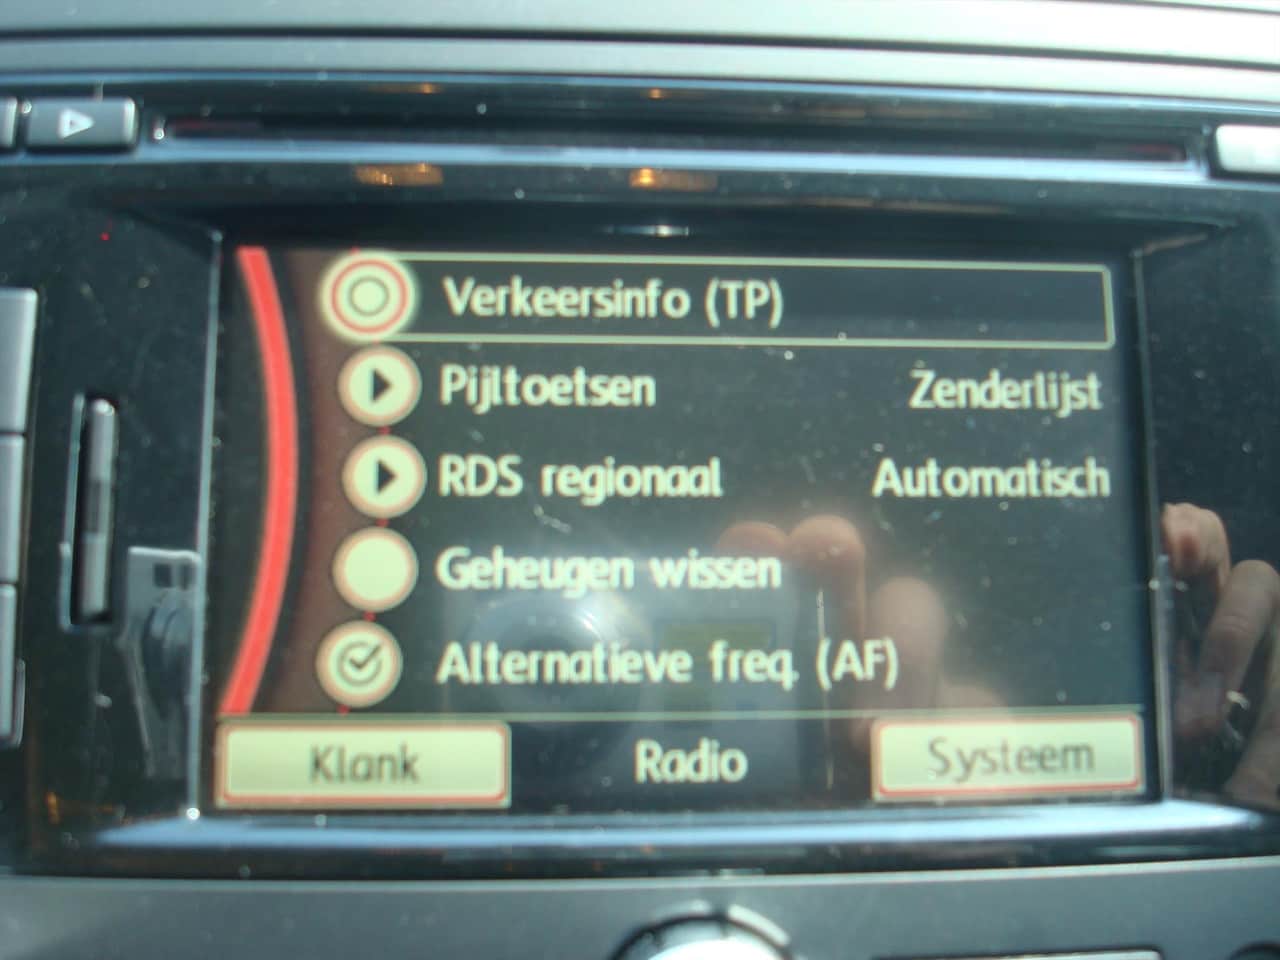 Verkeersinfo (TP)
Pijltoetsen Zenderlijst
RDS regionaal Automatisch
Geheugen wissen
Alternatieve freq. (AF)
Klank Radio Systeem